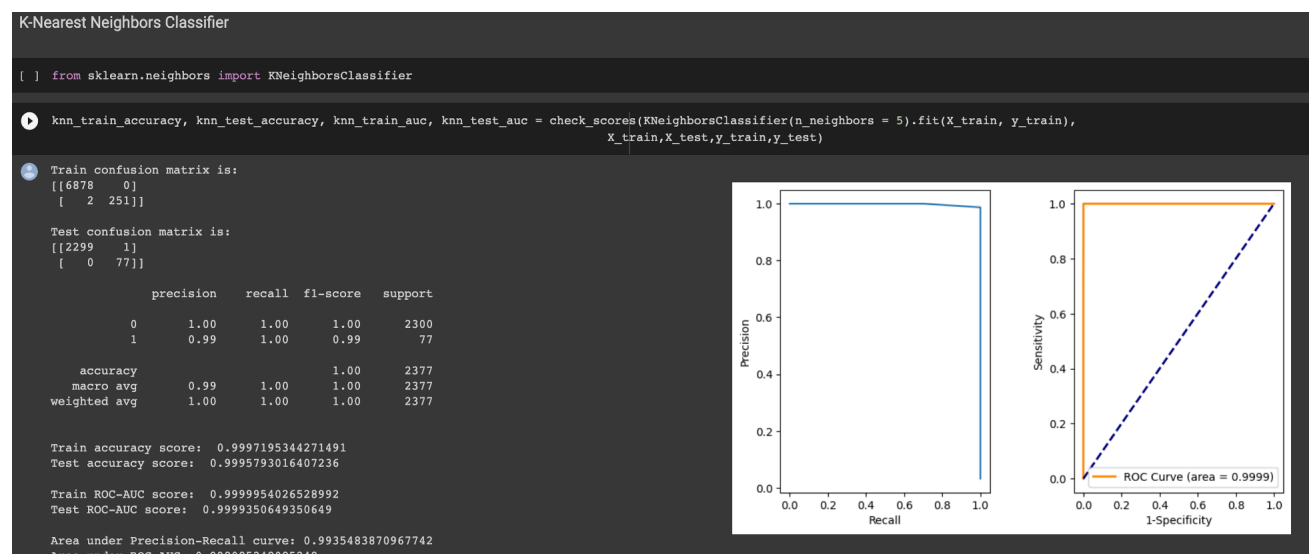 K-Nearest Neighbors Classifier
[ ] from sklearn.neighbors import KNeighborsClassifier
knn_train_accuracy, knn_test_accuracy, knn_train_auc, knn_test_auc = check_scores(KNeighborsClassifier(n_neighbors = 5).fit(X_train, y_train),
X_train,X_test,y_train,y_test)
Train confusion matrix is:
[[6878 0]
[ 2 251]]
Test confusion matrix is:
[[2299 1]
[ 0 77]]
precision recall f1-score support
0 1.00 1.00 1.00 2300
1 0.99 1.00 0.99 77
accuracy 1.00 2377
macro avg 0.99 1.00 1.00 2377
weighted avg 1.00 1.00 1.00 2377
Train accuracy score: 0.9997195344271491
Test accuracy score: 0.9995793016407236
Train ROC-AUC score: 0.9999954026528992
Test ROC-AUC score: 0.9999350649350649
Area under Precision-Recall curve: 0.9935483870967742
1.0
0.8
0.6
0.4
0.2
0.0
Precision
0.0 0.2 0.4 0.6 0.8 1.0
Recall
1.0
0.8
0.6
0.4
0.2
0.0
Sensitivity
ROC Curve (area = 0.9999)
0.0 0.2 0.4 0.6 0.8 1.0
1-Specificity